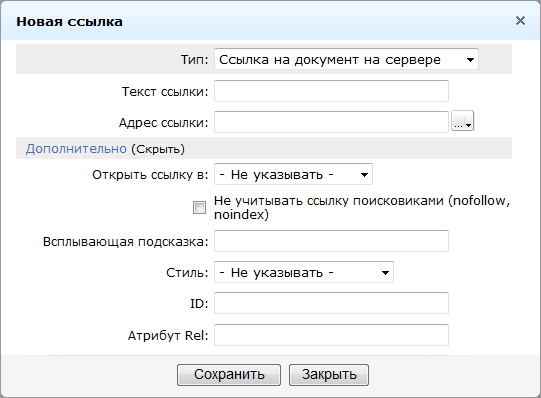 Новая ссылка
Тип: Ссылка на документ на сервере
Текст ссылки:
Адрес ссылки: ...
Дополнительно (Скрыть)
Открыть ссылку в: - Не указывать -
Не учитывать ссылку поисковиками (nofollow,
noindex)
Всплывающая подсказка:
Стиль: - Не указывать -
ID:
Атрибут Rel:
Сохранить Закрыть